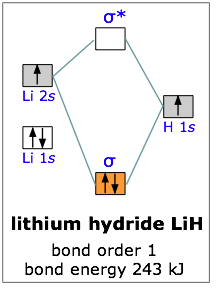 σ*
Li 2s
H 1s
Li 1s
σ
lithium hydride LiH
bond order 1
bond energy 243 kJ